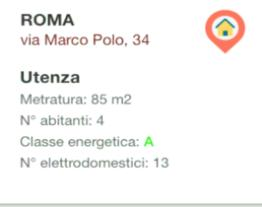 ROMA
via Marco Polo, 34
Utenza
Metratura: 85 m2
N° abitanti: 4
Classe energetica: A
N° elettrodomestici: 13